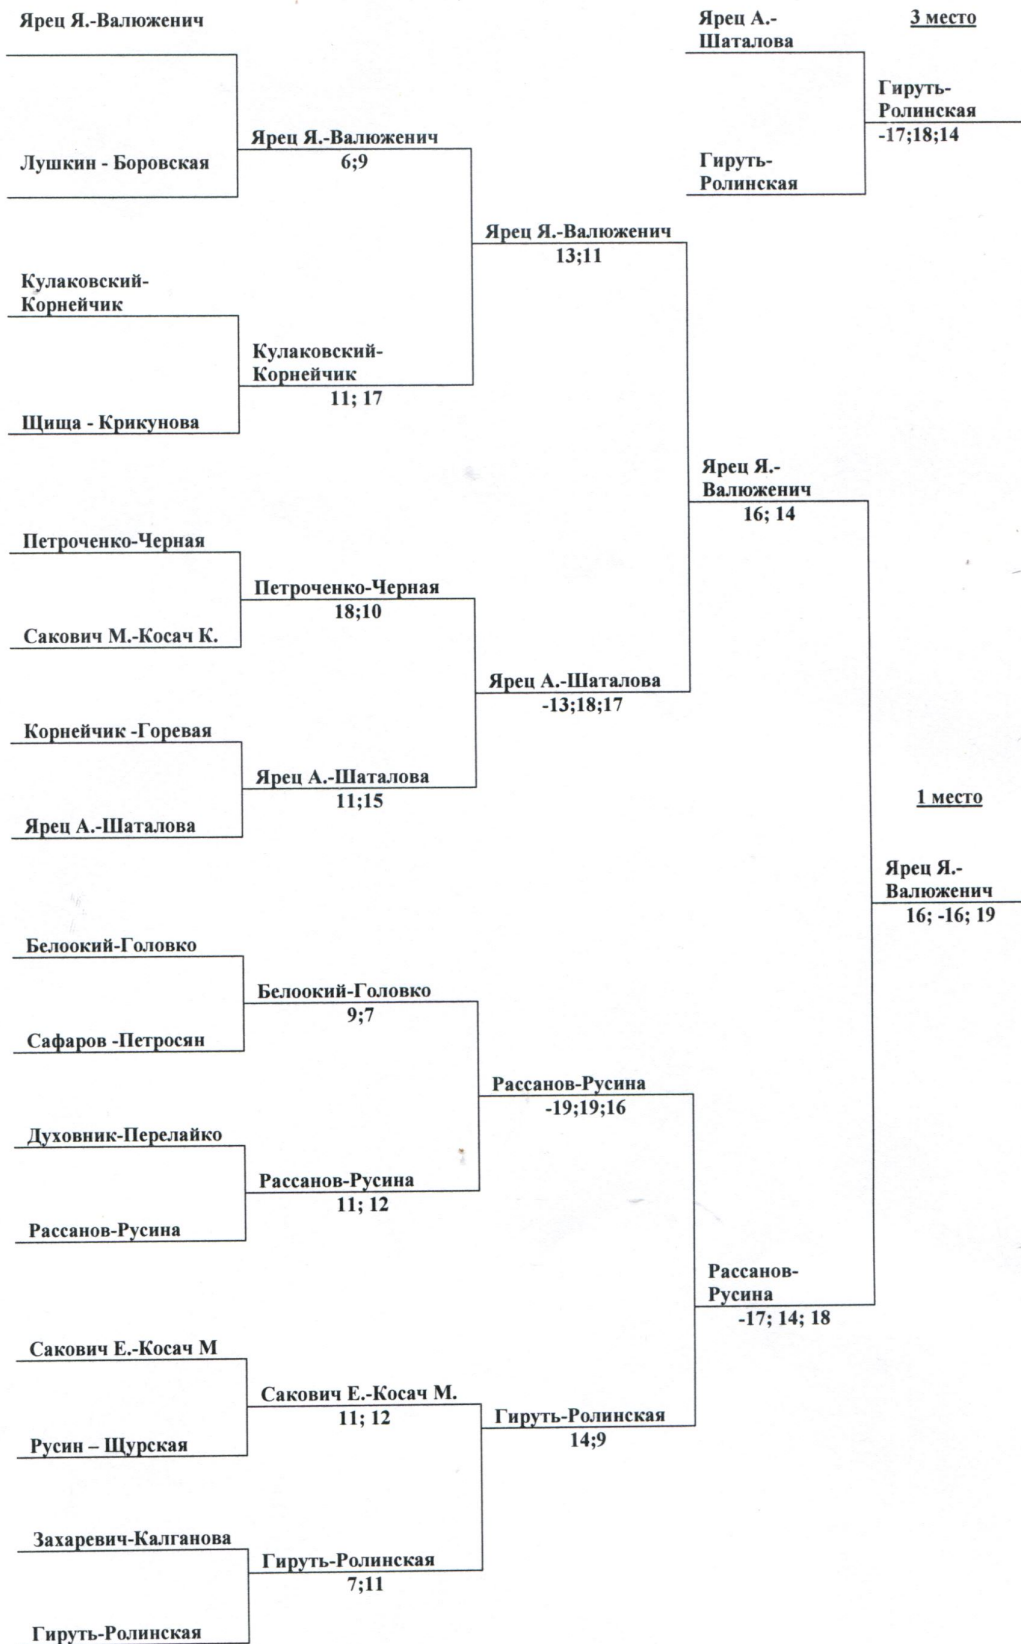 Ярец Я.-Валюженич
Ярец А.-
Шаталова
3 место
Гируть-
Ролинская
-17;18;14
Ярец Я.-Валюженич
6;9
Лушкин - Боровская
Гируть-
Ролинская
Ярец Я.-Валюженич
13;11
Кулаковский-
Корнейчик
Кулаковский-
Корнейчик
11; 17
Щища - Крикунова
Ярец Я.-
Валюженич
16; 14
Петроченко-Черная
Петроченко-Черная
18;10
Сакович М.-Косач К.
Ярец А.-Шаталова
-13;18;17
Корнейчик -Горевая
Ярец А.-Шаталова
11;15
Ярец А.-Шаталова
1 место
Ярец Я.-
Валюженич
16; -16; 19
Белоокий-Головко
Белоокий-Головко
9;7
Сафаров -Петросян
Рассанов-Русина
-19;19;16
Духовник-Перелайко
Рассанов-Русина
11; 12
Рассанов-Русина
Рассанов-
Русина
-17; 14; 18
Сакович Е.-Косач М
Сакович Е.-Косач М.
11; 12
Гируть-Ролинская
14;9
Русин – Щурская
Захаревич-Калганова
Гируть-Ролинская
7;11
Гируть-Ролинская